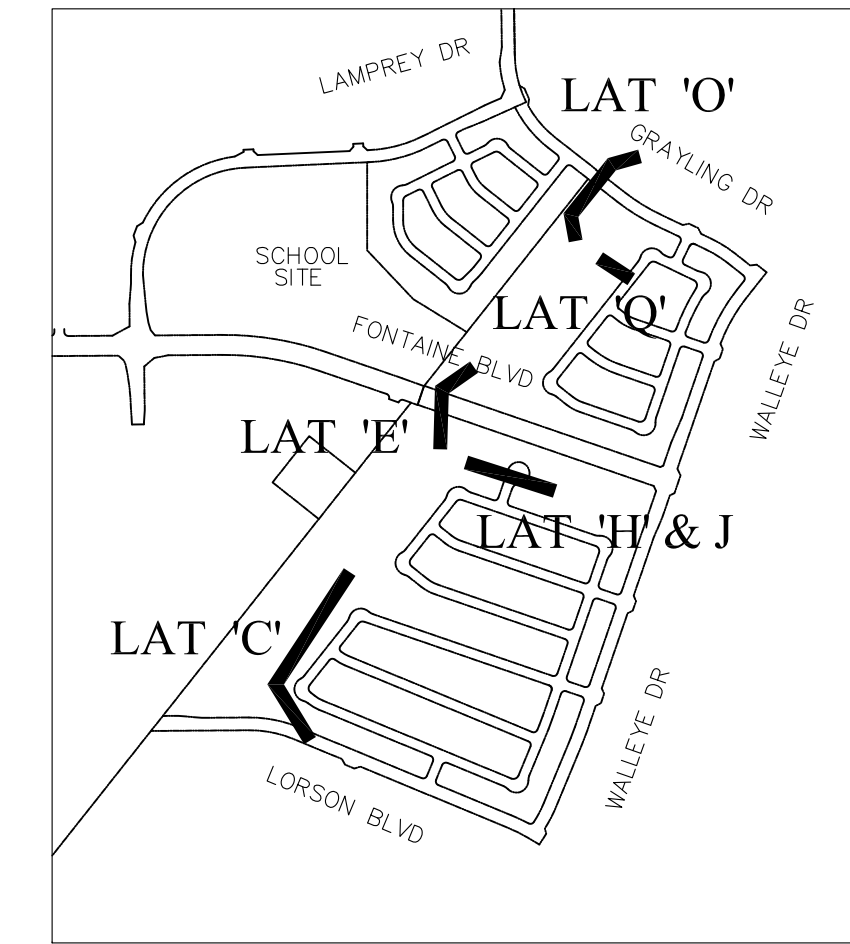 LAMPREY DR
LAT 'O'
GRAYLING DR
SCHOOL
SITE
LAT 'Q'
FONTAINE BLVD
WALLEYE DR
LAT 'E'
LAT 'H' & J
LAT 'C'
WALLEYE DR
LORSON BLVD